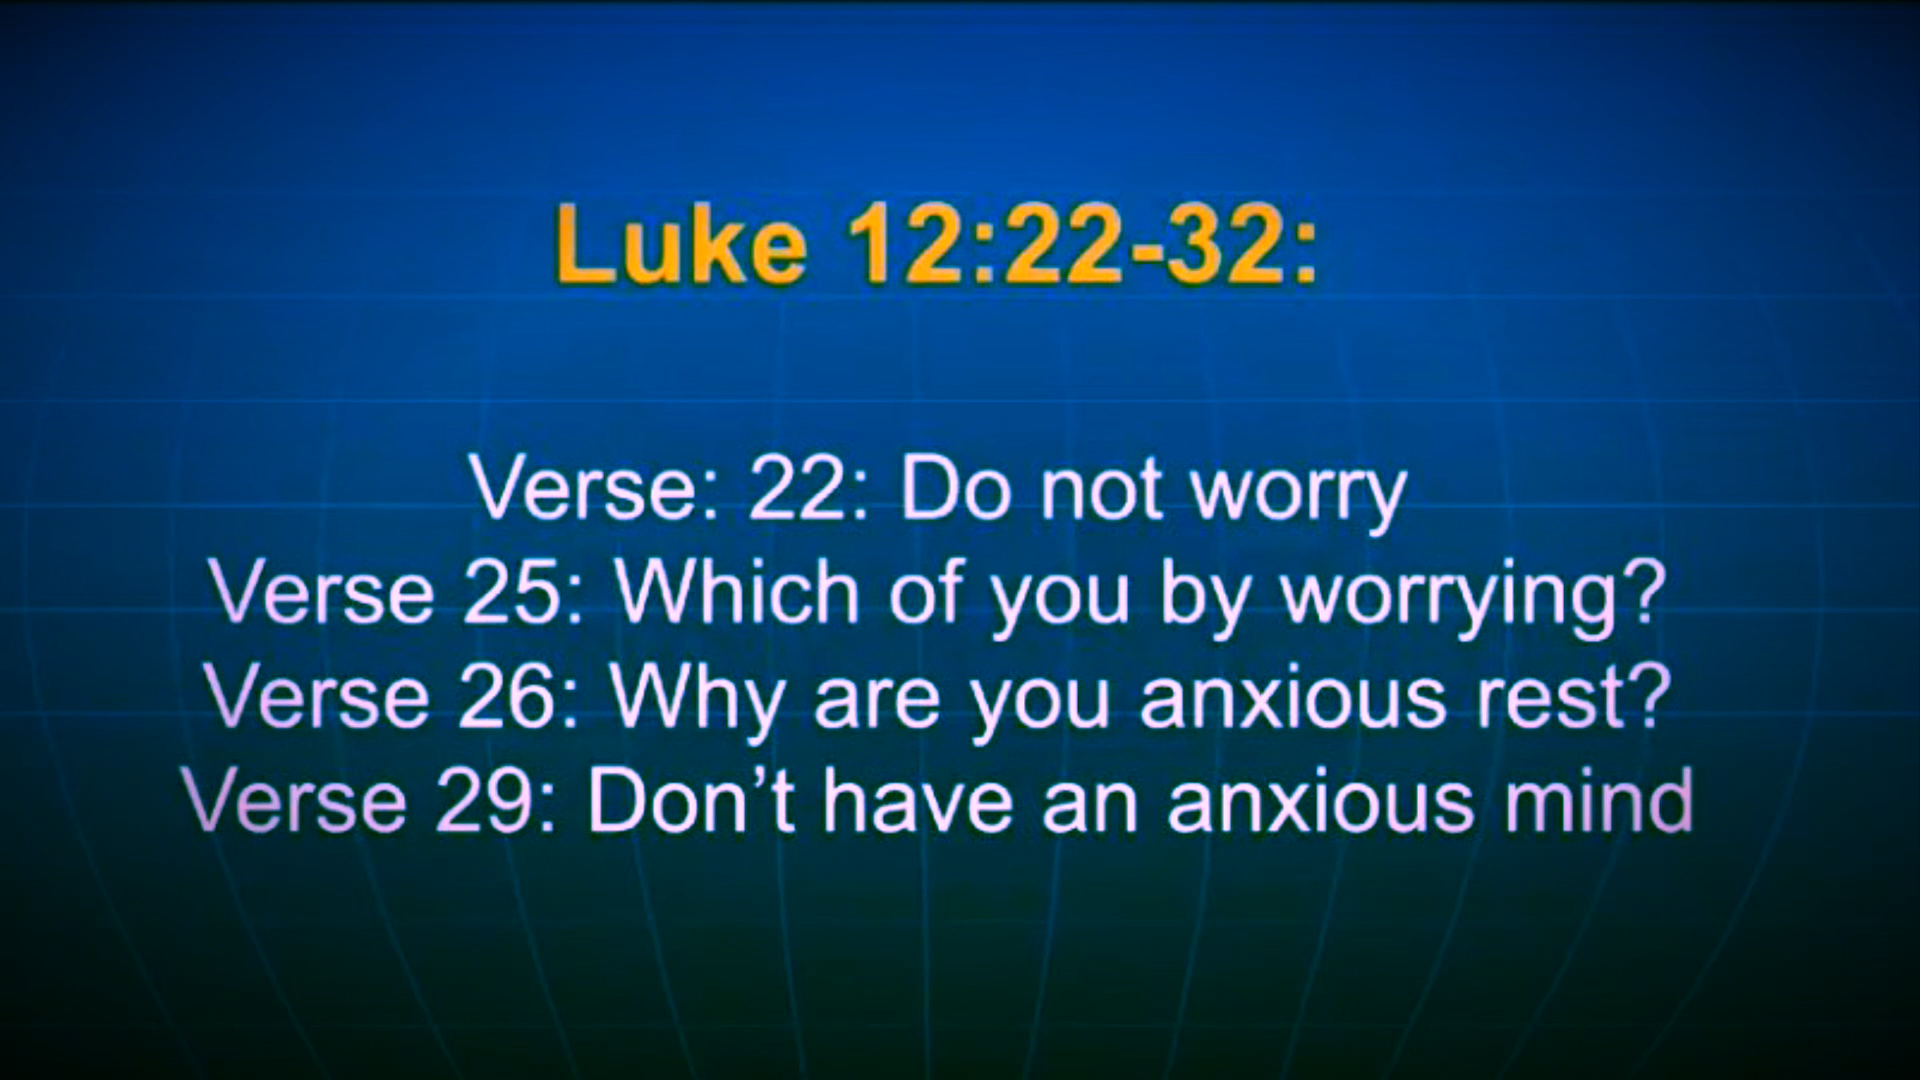 Luke 12:22-32:
Verse: 22: Do not worry
Verse 25: Which of you by worrying?
Verse 26: Why are you anxious rest?
Verse 29: Don’t have an anxious mind